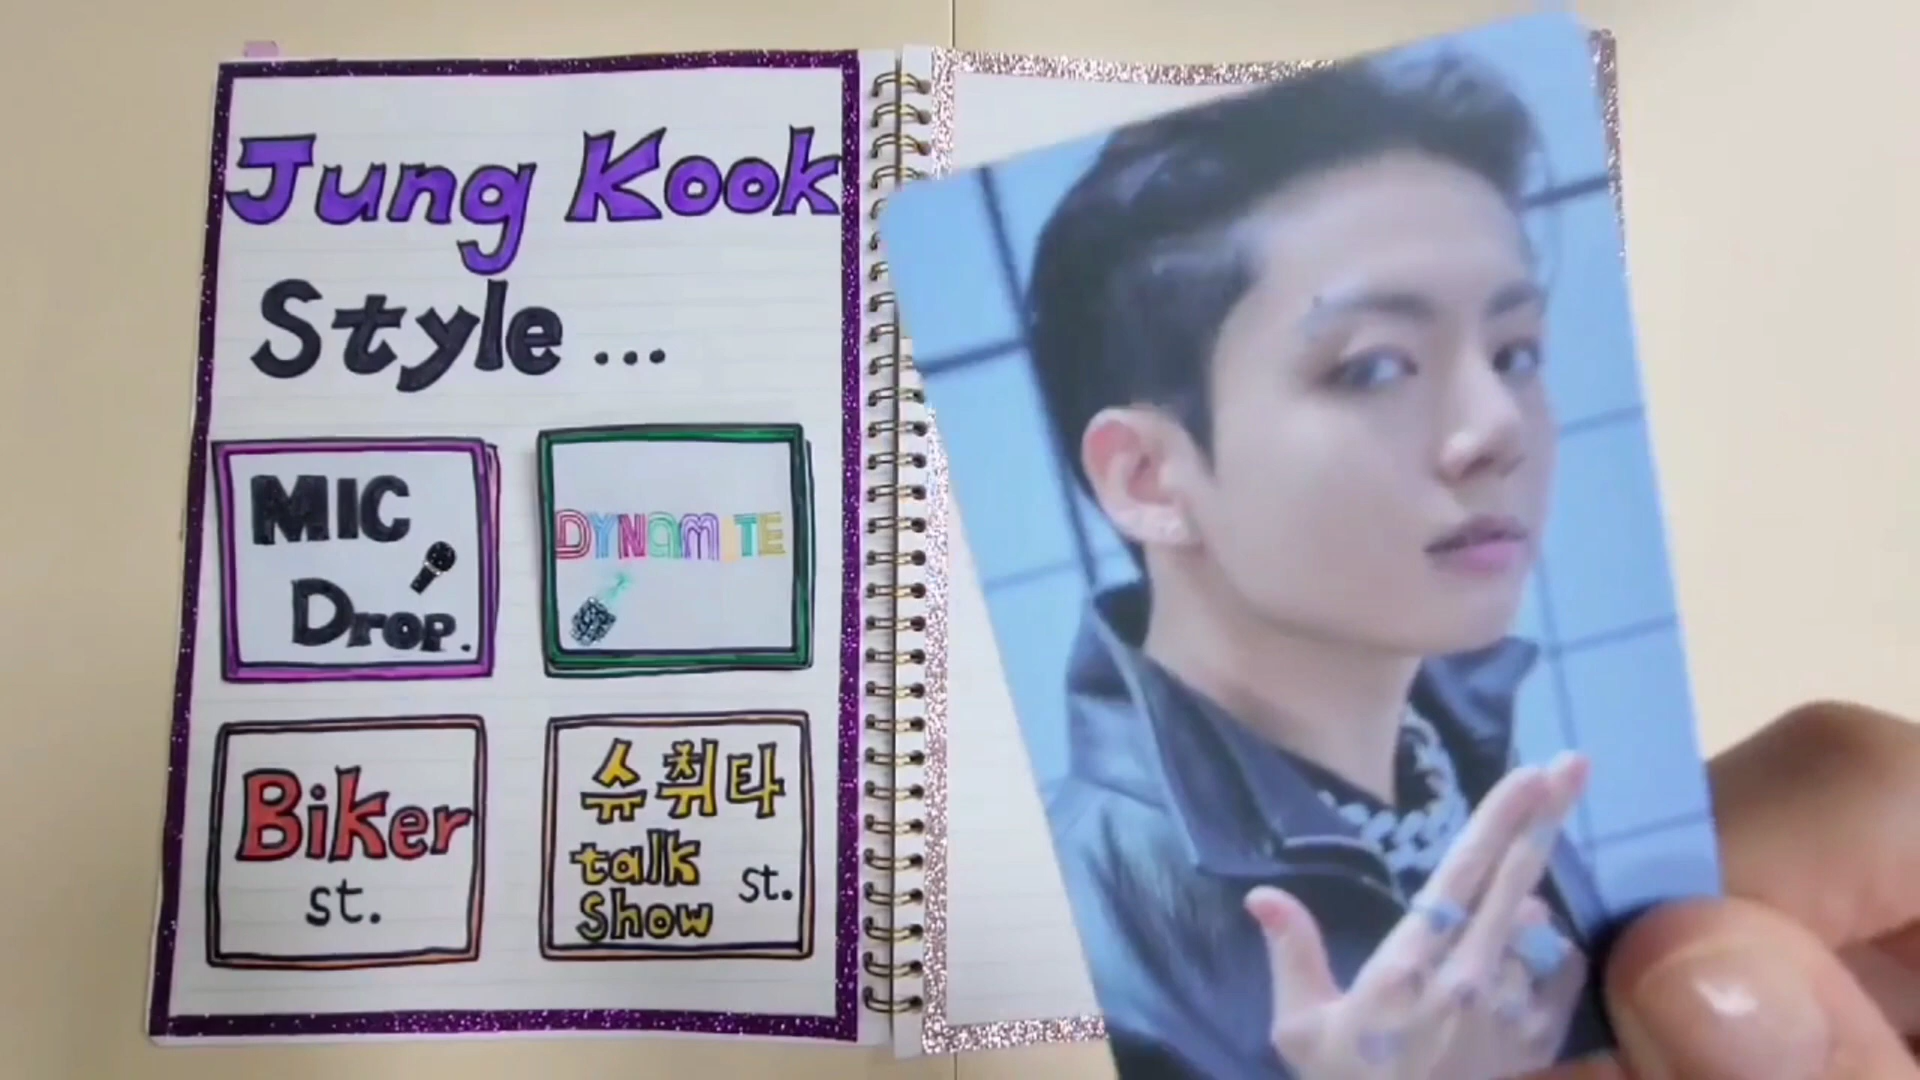 Jung Kook
Style ...
MIC
Drop.
DYNAMITE
Biker
st.
슈취타
talk
Show st.